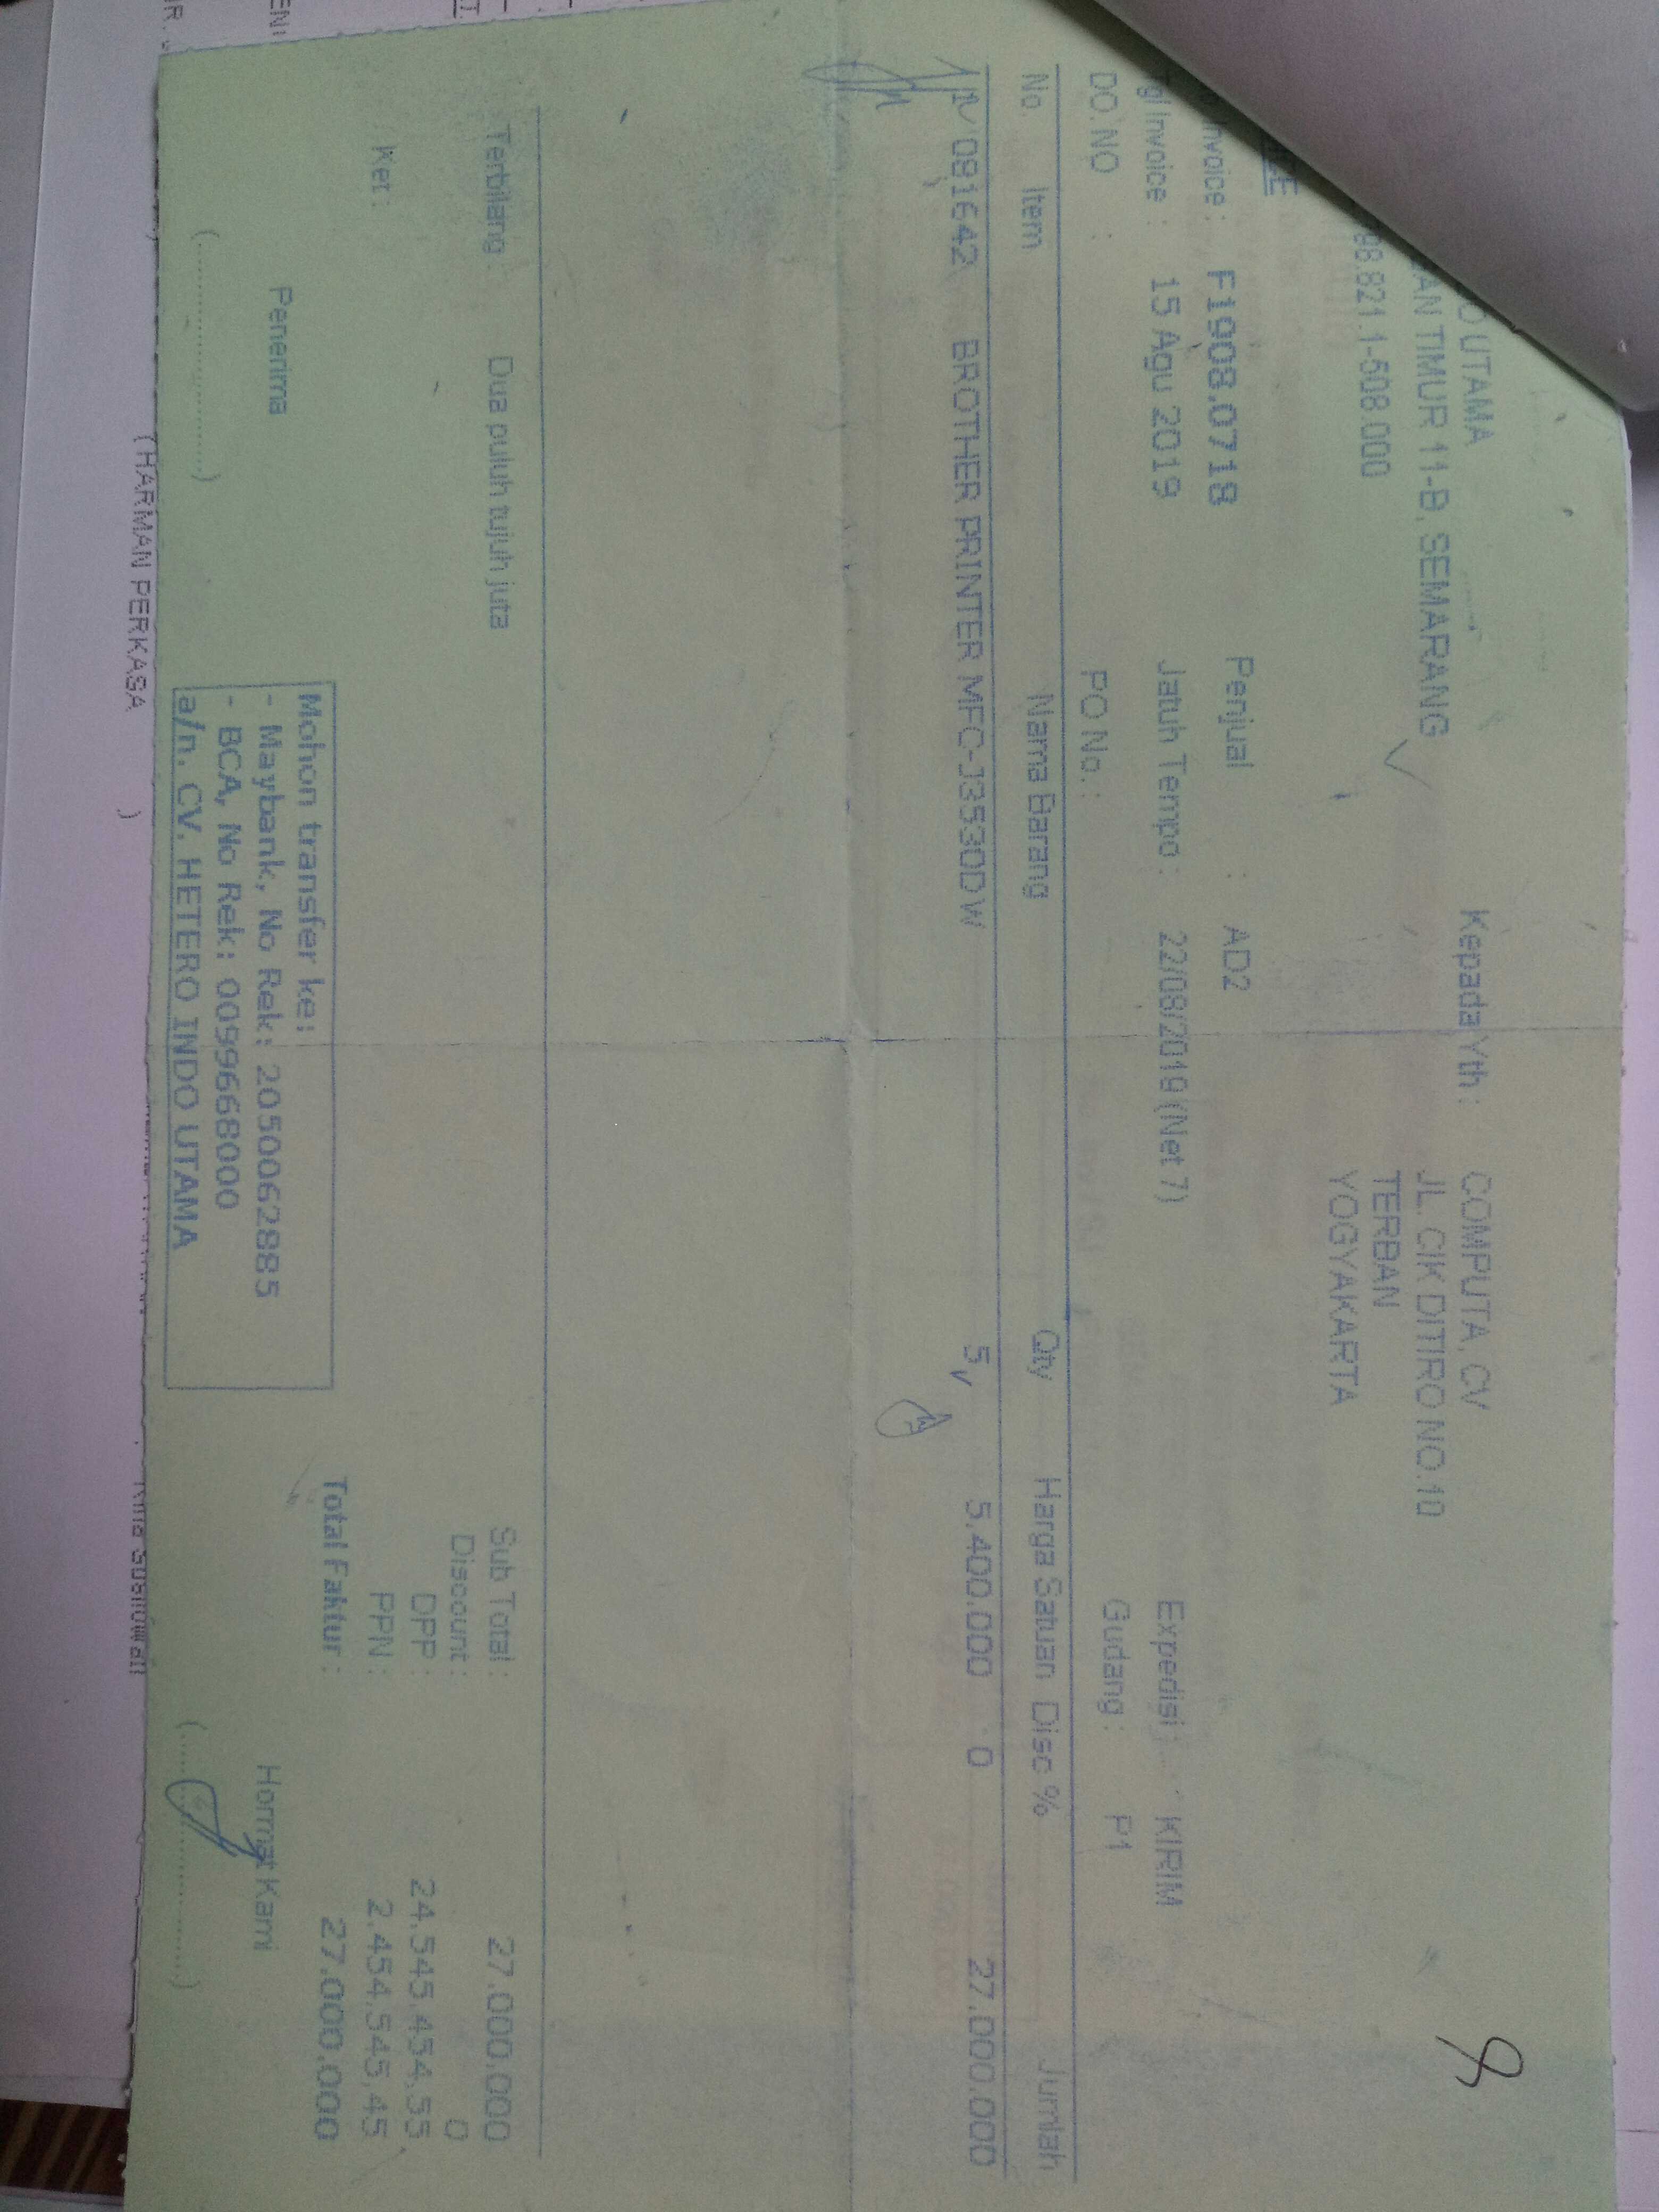 O UTAMA
AN TIMUR 11-B, SEMARANG
98.821.1-508.000
Kepada Yth :
COMPUTA, CV
JL. CIK DITIRO NO.10
TERBAN
YOGYAKARTA
Invoice : F1908.0718
Penjual : AD2
Tgl Invoice : 15 Agu 2019
Jatuh Tempo : 22/08/2019 (Net 7)
Expedisi : KIRIM
DO. NO :
PO No. :
Gudang : P1
No. Item Nama Barang Qty Harga Satuan Disc % Jumlah
1 081642 BROTHER PRINTER MFC-J3530DW 5 5.400.000 0 27.000.000
Terbilang : Dua puluh tujuh juta
Sub Total : 27.000.000
Discount : 0
Ket :
DPP : 24.545.454,55
PPN : 2.454.545,45
Total Faktur : 27.000.000
Penerima
Mohon transfer ke:
- Maybank, No Rek: 2050062885
- BCA, No Rek: 0099668000
a/n. CV. HETERO INDO UTAMA
Hormat Kami
(....................)
(....................)
(HARMAN PERKASA )